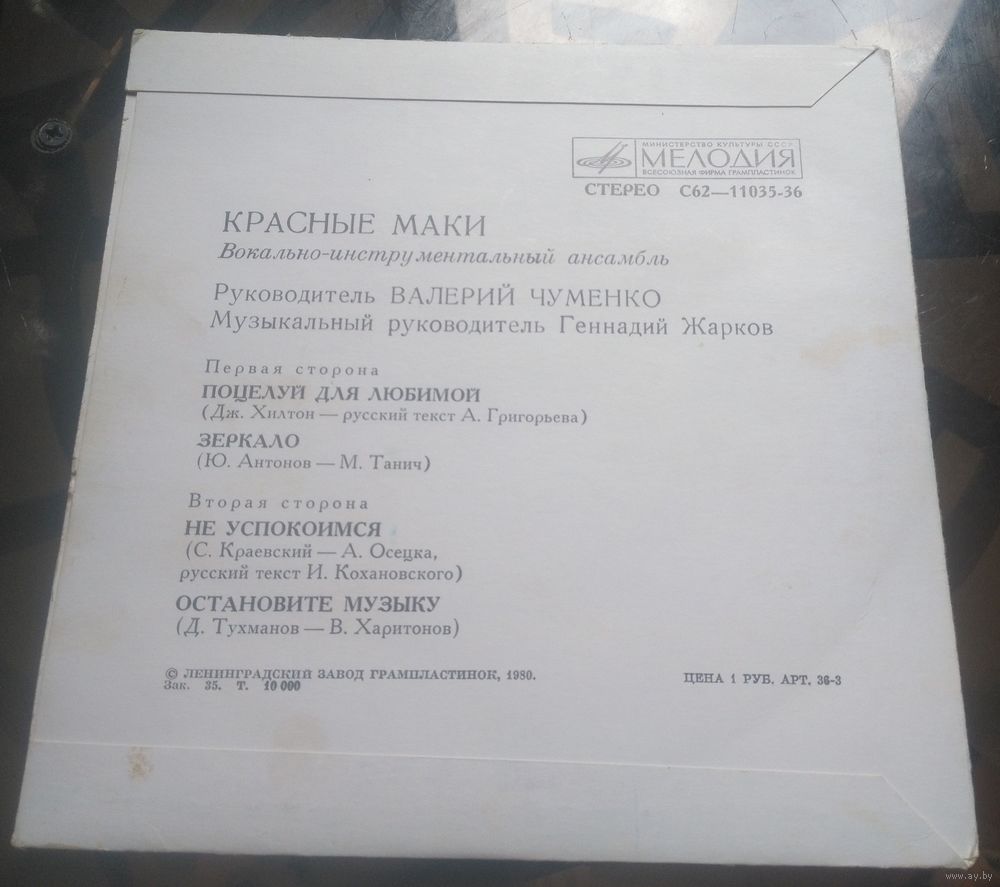 МИНИСТЕРСТВО КУЛЬТУРЫ СССР
МЕЛОДИЯ
ВСЕСОЮЗНАЯ ФИРМА ГРАМПЛАСТИНОК
СТЕРЕО С62—11035-36
КРАСНЫЕ МАКИ
Вокально-инструментальный ансамбль
Руководитель ВАЛЕРИЙ ЧУМЕНКО
Музыкальный руководитель Геннадий Жарков
Первая сторона
ПОЦЕЛУЙ ДЛЯ ЛЮБИМОЙ
(Дж. Хилтон — русский текст А. Григорьева)
ЗЕРКАЛО
(Ю. Антонов — М. Танич)
Вторая сторона
НЕ УСПОКОИМСЯ
(С. Краевский — А. Осецка,
русский текст И. Кохановского)
ОСТАНОВИТЕ МУЗЫКУ
(Д. Тухманов — В. Харитонов)
© ЛЕНИНГРАДСКИЙ ЗАВОД ГРАМПЛАСТИНОК, 1980.
Зак. 35. Т. 10 000
ЦЕНА 1 РУБ. АРТ. 36-3
www.ay.by